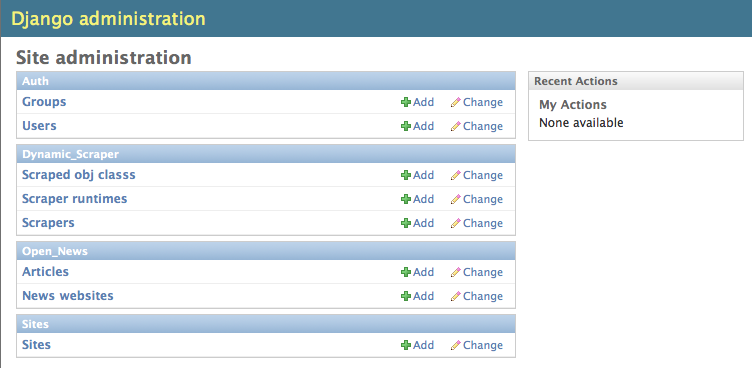 Django administration
Site administration
Auth
Groups Add Change
Users Add Change
Dynamic_Scraper
Scraped obj classs Add Change
Scraper runtimes Add Change
Scrapers Add Change
Open_News
Articles Add Change
News websites Add Change
Sites
Sites Add Change
Recent Actions
My Actions
None available